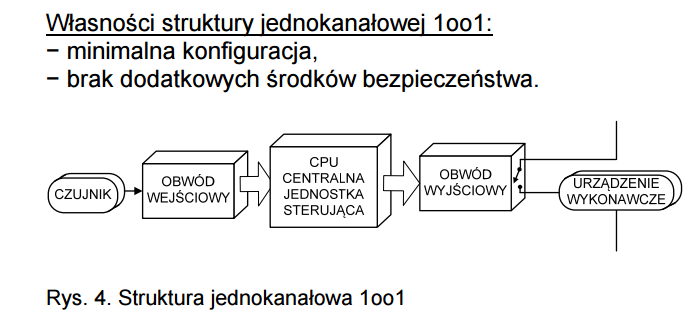 Własności struktury jednokanałowej 1oo1:
− minimalna konfiguracja,
− brak dodatkowych środków bezpieczeństwa.
CZUJNIK
OBWÓD
WEJŚCIOWY
CPU
CENTRALNA
JEDNOSTKA
STERUJĄCA
OBWÓD
WYJŚCIOWY
URZĄDZENIE
WYKONAWCZE
Rys. 4. Struktura jednokanałowa 1oo1